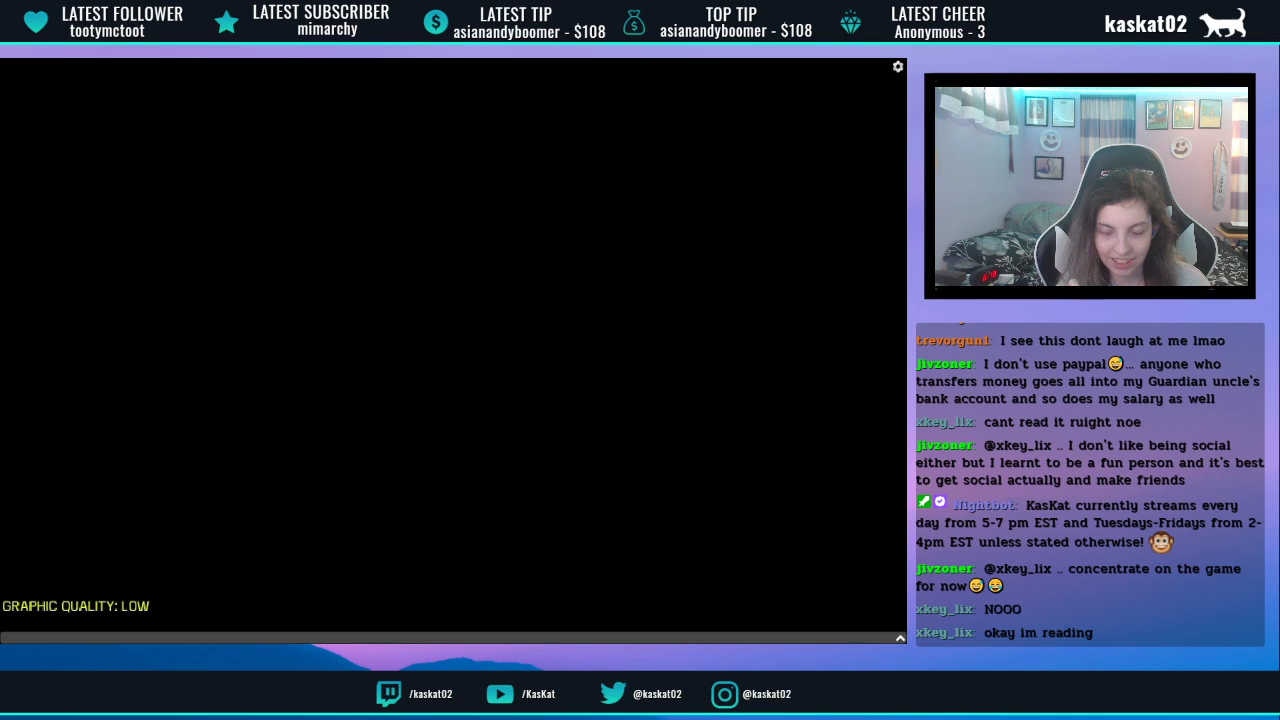 LATEST FOLLOWER
tootymctoot
LATEST SUBSCRIBER
mimarchy
LATEST TIP
asianandyboomer - $108
TOP TIP
asianandyboomer - $108
LATEST CHEER
Anonymous - 3
kaskat02
trevorgun1: I see this dont laugh at me lmao
jivzoner: I don't use paypal😅... anyone who
transfers money goes all into my Guardian uncle's
bank account and so does my salary as well
xkey_lix: cant read it ruight noe
jivzoner: @xkey_lix .. I don't like being social
either but I learnt to be a fun person and it's best
to get social actually and make friends
Nightbot: KasKat currently streams every
day from 5-7 pm EST and Tuesdays-Fridays from 2-
4pm EST unless stated otherwise!
jivzoner: @xkey_lix .. concentrate on the game
for now😅😂
xkey_lix: NOOO
xkey_lix: okay im reading
GRAPHIC QUALITY: LOW
/kaskat02
/KasKat
@kaskat02
@kaskat02